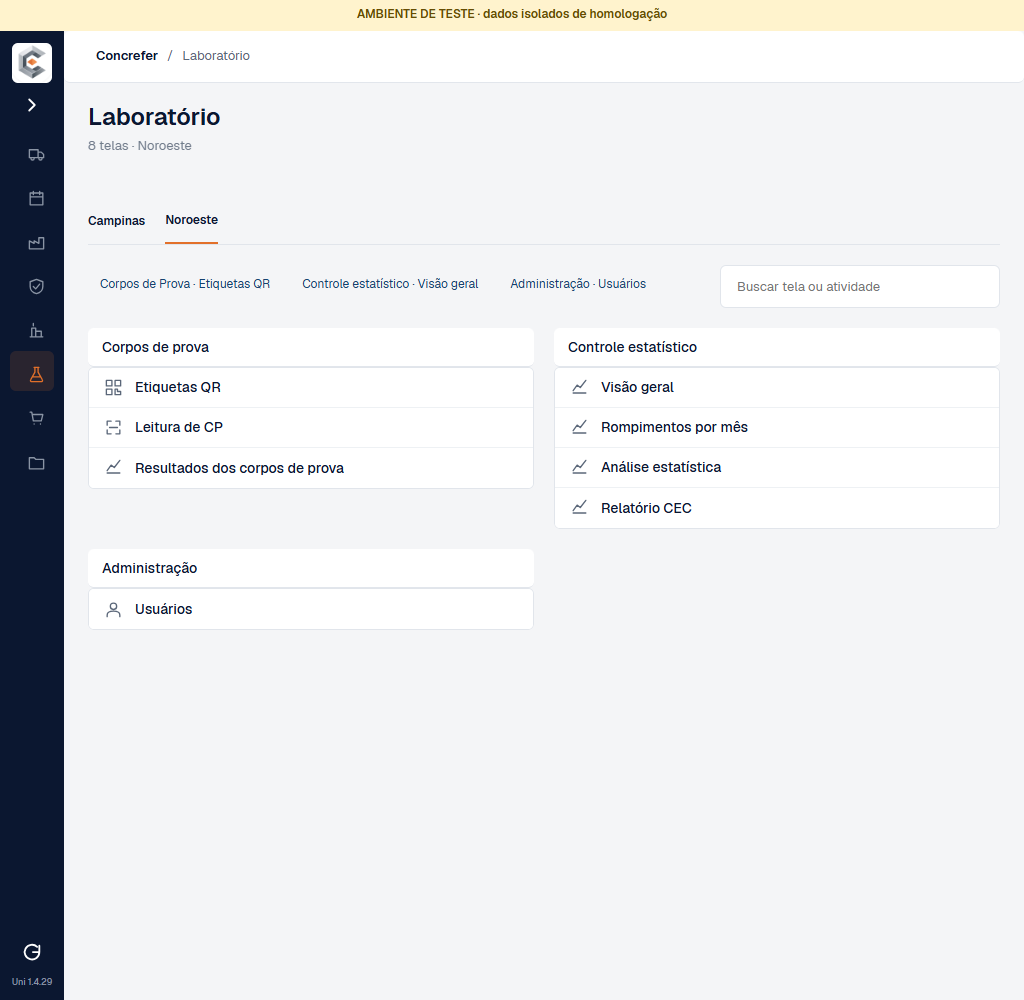 AMBIENTE DE TESTE · dados isolados de homologação
Concrefer / Laboratório
Laboratório
8 telas · Noroeste
Campinas Noroeste
Corpos de Prova · Etiquetas QR Controle estatístico · Visão geral Administração · Usuários Buscar tela ou atividade
Corpos de prova
Etiquetas QR
Leitura de CP
Resultados dos corpos de prova
Controle estatístico
Visão geral
Rompimentos por mês
Análise estatística
Relatório CEC
Administração
Usuários
Uni 1.4.29